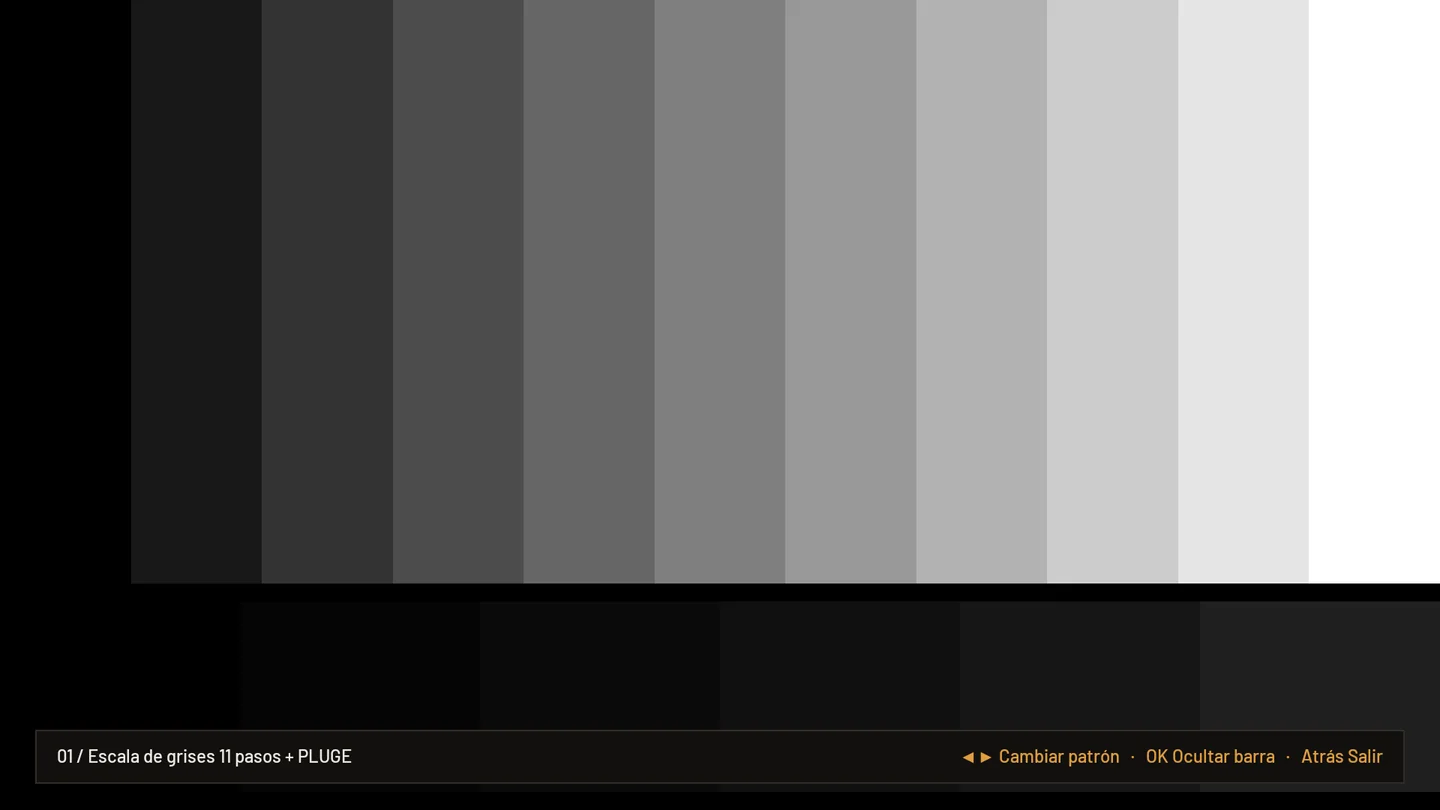 01 / Escala de grises 11 pasos + PLUGE
◄ ► Cambiar patrón · OK Ocultar barra · Atrás Salir